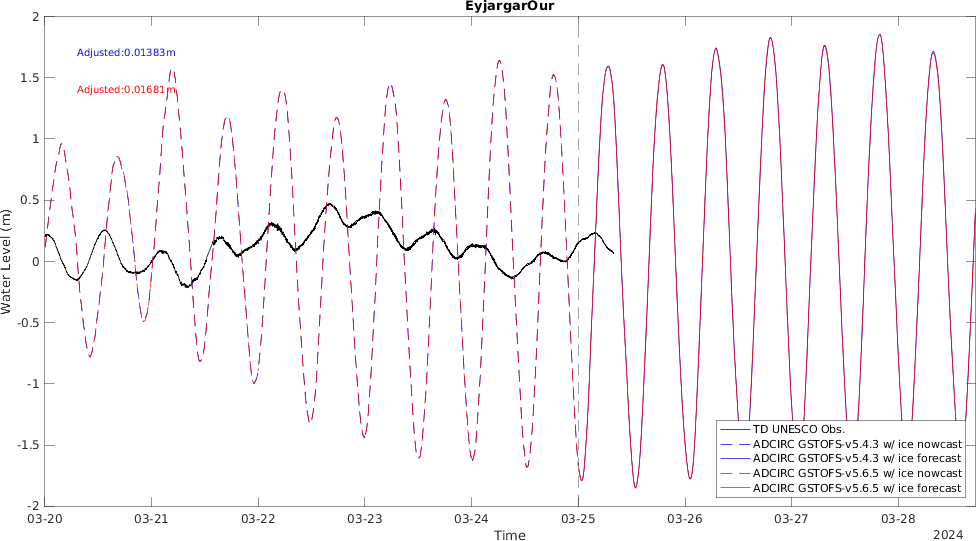 EyjargarOur
2
1.5
1
0.5
0
-0.5
-1
-1.5
-2
Water Level (m)
Adjusted:0.01383m
Adjusted:0.01681m
TD UNESCO Obs.
ADCIRC GSTOFS-v5.4.3 w/ ice nowcast
ADCIRC GSTOFS-v5.4.3 w/ ice forecast
ADCIRC GSTOFS-v5.6.5 w/ ice nowcast
ADCIRC GSTOFS-v5.6.5 w/ ice forecast
03-20 03-21 03-22 03-23 03-24 03-25 03-26 03-27 03-28
Time
2024